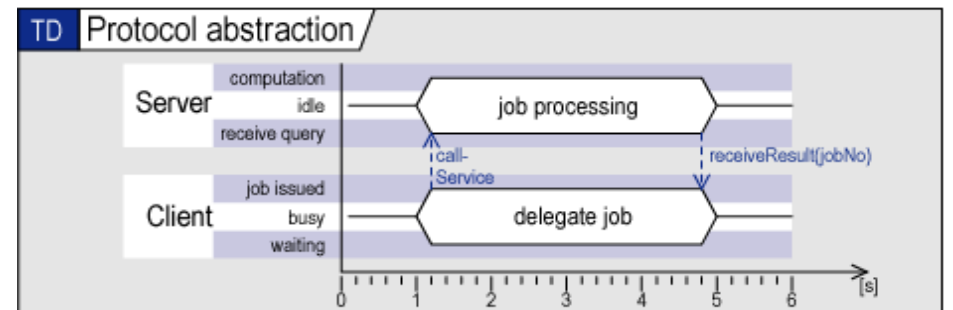 TD Protocol abstraction
computation
Server idle job processing
receive query
call-
Service
receiveResult(jobNo)
job issued
Client busy delegate job
waiting
0 1 2 3 4 5 6 [s]